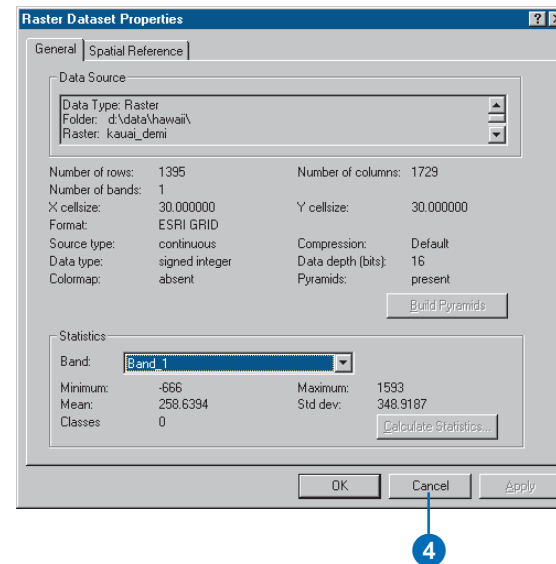 Raster Dataset Properties
General Spatial Reference
Data Source
Data Type: Raster
Folder: d:\data\hawaii\
Raster: kauai_demi
Number of rows: 1395 Number of columns: 1729
Number of bands: 1
X cellsize: 30.000000 Y cellsize: 30.000000
Format: ESRI GRID
Source type: continuous Compression: Default
Data type: signed integer Data depth (bits): 16
Colormap: absent Pyramids: present
Build Pyramids
Statistics
Band: Band_1
Minimum: -666 Maximum: 1593
Mean: 258.6394 Std dev: 348.9187
Classes 0 Calculate Statistics...
OK Cancel Apply
4